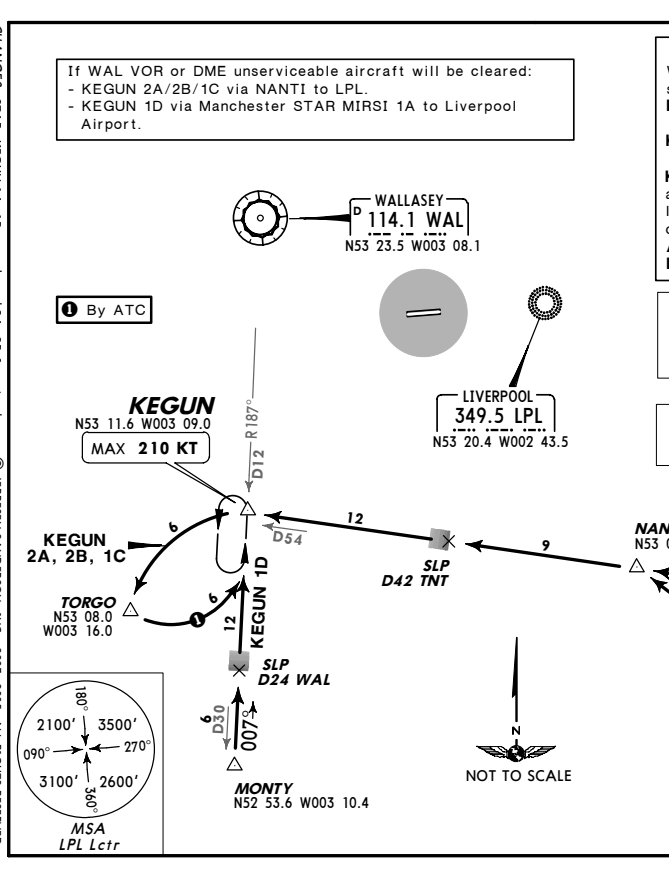 If WAL VOR or DME unserviceable aircraft will be cleared:
- KEGUN 2A/2B/1C via NANTI to LPL.
- KEGUN 1D via Manchester STAR MIRSI 1A to Liverpool
Airport.
WALLASEY
D 114.1 WAL
N53 23.5 W003 08.1
1 By ATC
LIVERPOOL
349.5 LPL
N53 20.4 W002 43.5
KEGUN
N53 11.6 W003 09.0
MAX 210 KT
R187°
D12
D54
12
9
6
KEGUN
2A, 2B, 1C
SLP
D42 TNT
TORGO
N53 08.0
W003 16.0
6
1
12
KEGUN 1D
SLP
D24 WAL
6
D30
007°
MONTY
N52 53.6 W003 10.4
N
NOT TO SCALE
180°
2100' 3500'
090° 270°
3100' 2600'
360°
MSA
LPL Lctr